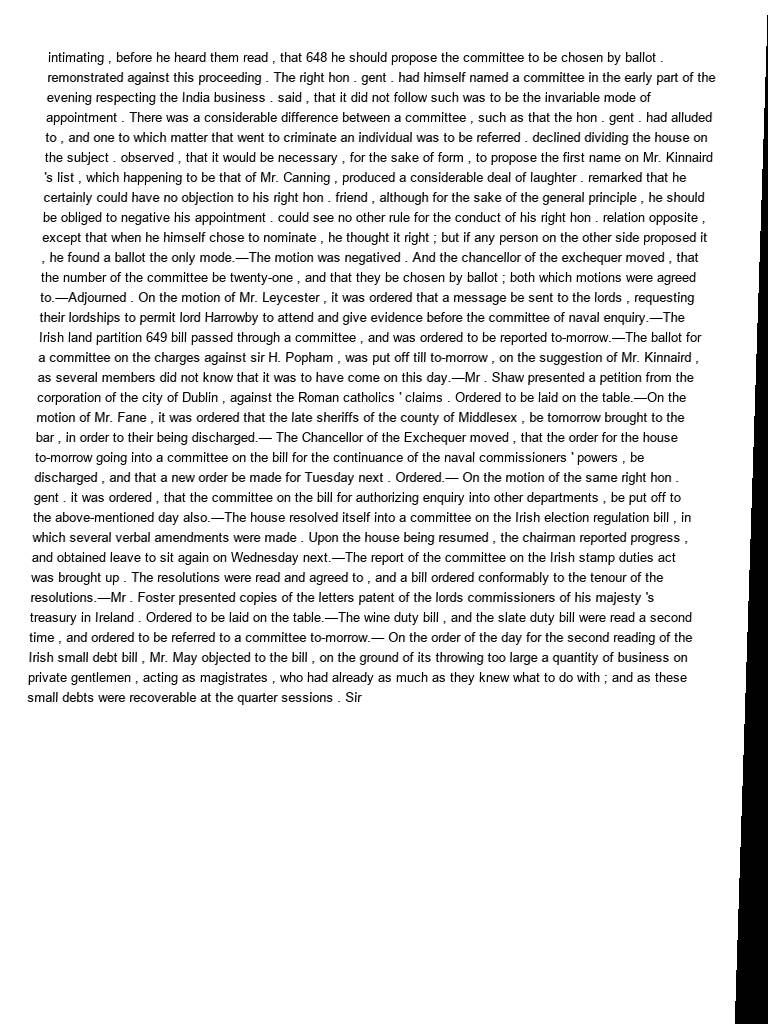 intimating , before he heard them read , that 648 he should propose the committee to be chosen by ballot .
remonstrated against this proceeding . The right hon . gent . had himself named a committee in the early part of the
evening respecting the India business . said , that it did not follow such was to be the invariable mode of
appointment . There was a considerable difference between a committee , such as that the hon . gent . had alluded
to , and one to which matter that went to criminate an individual was to be referred . declined dividing the house on
the subject . observed , that it would be necessary , for the sake of form , to propose the first name on Mr. Kinnaird
's list , which happening to be that of Mr. Canning , produced a considerable deal of laughter . remarked that he
certainly could have no objection to his right hon . friend , although for the sake of the general principle , he should
be obliged to negative his appointment . could see no other rule for the conduct of his right hon . relation opposite ,
except that when he himself chose to nominate , he thought it right ; but if any person on the other side proposed it
, he found a ballot the only mode.—The motion was negatived . And the chancellor of the exchequer moved , that
the number of the committee be twenty-one , and that they be chosen by ballot ; both which motions were agreed
to.—Adjourned . On the motion of Mr. Leycester , it was ordered that a message be sent to the lords , requesting
their lordships to permit lord Harrowby to attend and give evidence before the committee of naval enquiry.—The
Irish land partition 649 bill passed through a committee , and was ordered to be reported to-morrow.—The ballot for
a committee on the charges against sir H. Popham , was put off till to-morrow , on the suggestion of Mr. Kinnaird ,
as several members did not know that it was to have come on this day.—Mr . Shaw presented a petition from the
corporation of the city of Dublin , against the Roman catholics ' claims . Ordered to be laid on the table.—On the
motion of Mr. Fane , it was ordered that the late sheriffs of the county of Middlesex , be tomorrow brought to the
bar , in order to their being discharged.— The Chancellor of the Exchequer moved , that the order for the house
to-morrow going into a committee on the bill for the continuance of the naval commissioners ' powers , be
discharged , and that a new order be made for Tuesday next . Ordered.— On the motion of the same right hon .
gent . it was ordered , that the committee on the bill for authorizing enquiry into other departments , be put off to
the above-mentioned day also.—The house resolved itself into a committee on the Irish election regulation bill , in
which several verbal amendments were made . Upon the house being resumed , the chairman reported progress ,
and obtained leave to sit again on Wednesday next.—The report of the committee on the Irish stamp duties act
was brought up . The resolutions were read and agreed to , and a bill ordered conformably to the tenour of the
resolutions.—Mr . Foster presented copies of the letters patent of the lords commissioners of his majesty 's
treasury in Ireland . Ordered to be laid on the table.—The wine duty bill , and the slate duty bill were read a second
time , and ordered to be referred to a committee to-morrow.— On the order of the day for the second reading of the
Irish small debt bill , Mr. May objected to the bill , on the ground of its throwing too large a quantity of business on
private gentlemen , acting as magistrates , who had already as much as they knew what to do with ; and as these
small debts were recoverable at the quarter sessions . Sir